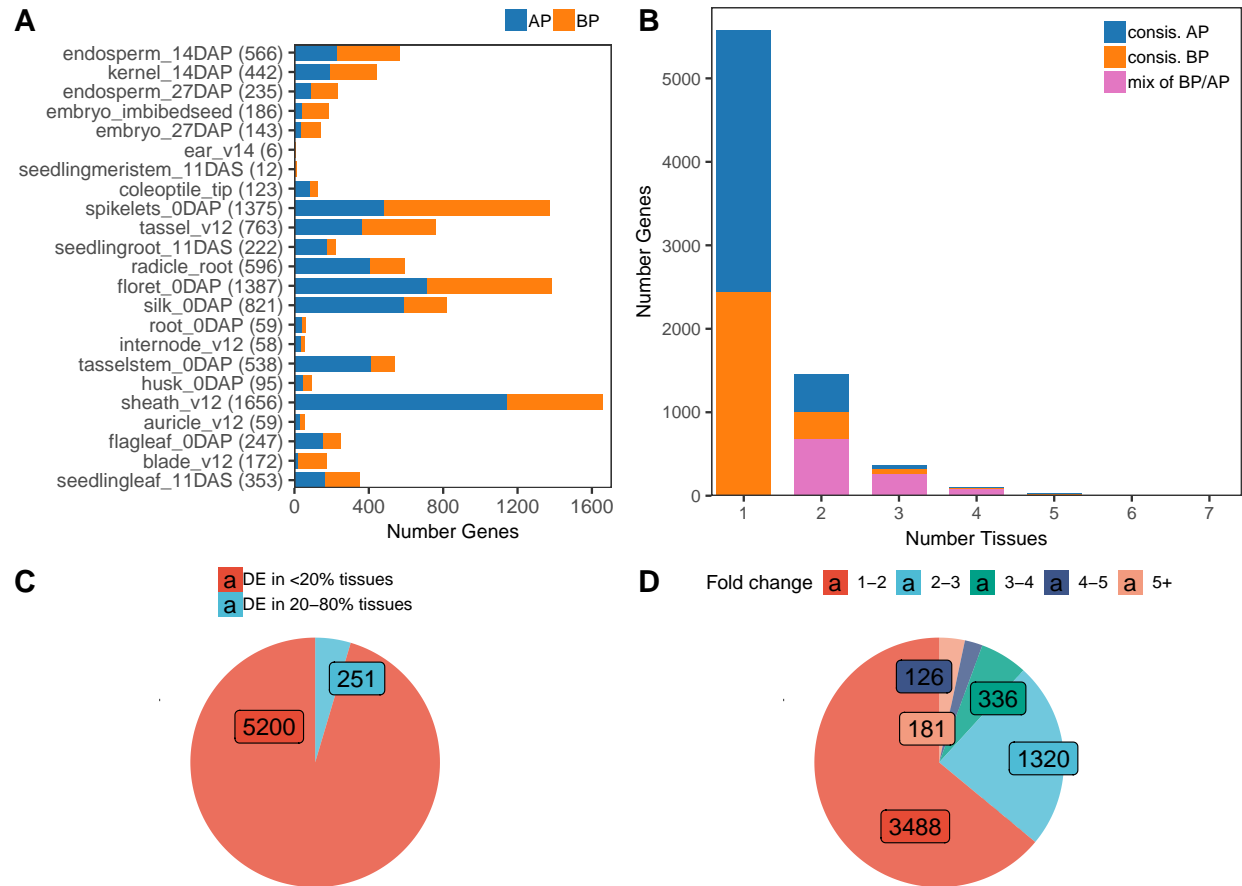 A
AP BP
endosperm_14DAP (566)
kernel_14DAP (442)
endosperm_27DAP (235)
embryo_imbibedseed (186)
embryo_27DAP (143)
ear_v14 (6)
seedlingmeristem_11DAS (12)
coleoptile_tip (123)
spikelets_0DAP (1375)
tassel_v12 (763)
seedlingroot_11DAS (222)
radicle_root (596)
floret_0DAP (1387)
silk_0DAP (821)
root_0DAP (59)
internode_v12 (58)
tasselstem_0DAP (538)
husk_0DAP (95)
sheath_v12 (1656)
auricle_v12 (59)
flagleaf_0DAP (247)
blade_v12 (172)
seedlingleaf_11DAS (353)
0 400 800 1200 1600
Number Genes
B
consis. AP
consis. BP
mix of BP/AP
5000
4000
3000
2000
1000
0
Number Genes
1 2 3 4 5 6 7
Number Tissues
C
a DE in <20% tissues
a DE in 20−80% tissues
251
5200
D
Fold change a 1−2 a 2−3 a 3−4 a 4−5 a 5+
126
336
181
1320
3488